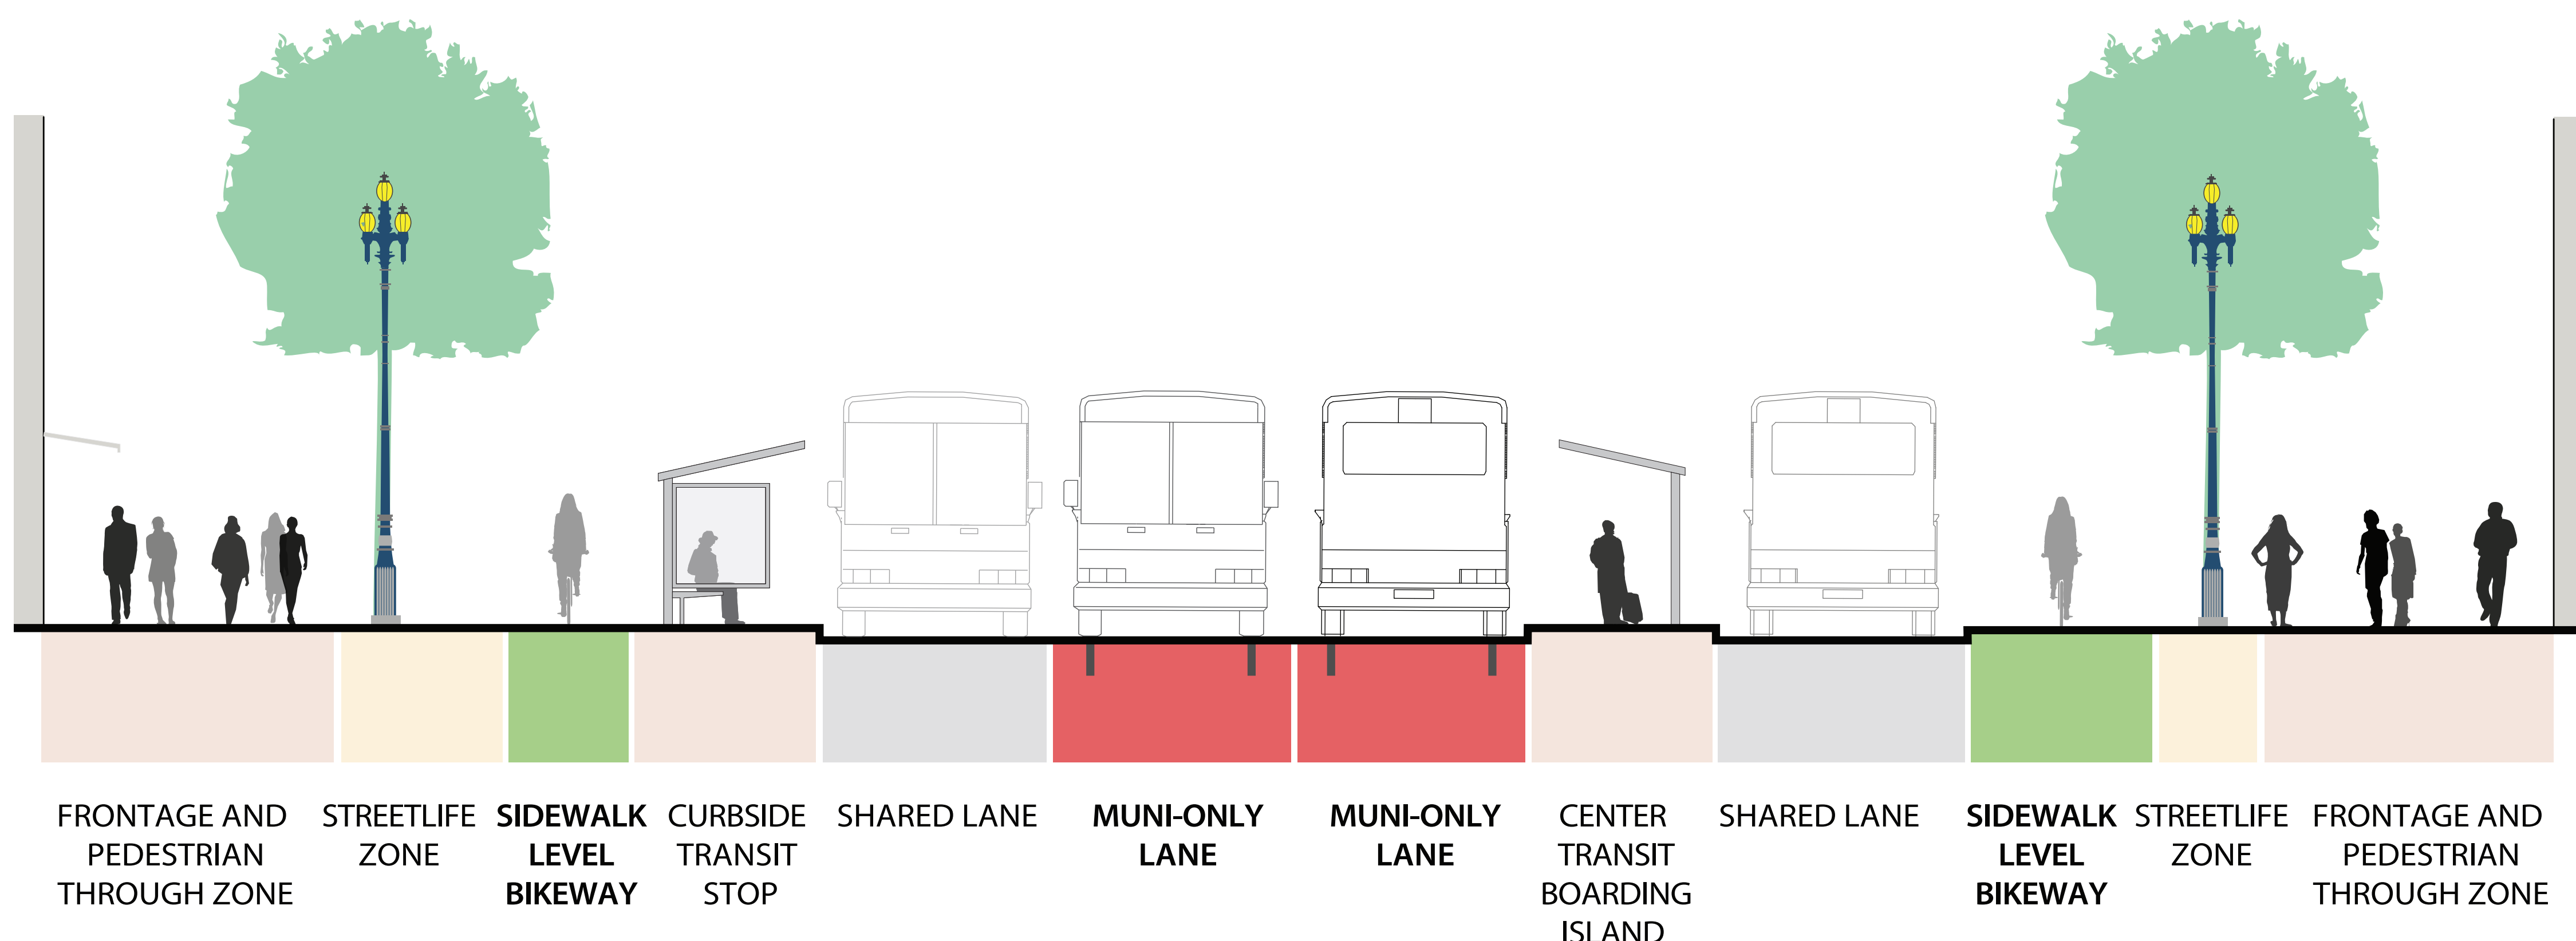 FRONTAGE AND
PEDESTRIAN
THROUGH ZONE
STREETLIFE
ZONE
SIDEWALK
LEVEL
BIKEWAY
CURBSIDE
TRANSIT
STOP
SHARED LANE
MUNI-ONLY
LANE
MUNI-ONLY
LANE
CENTER
TRANSIT
BOARDING
ISLAND
SHARED LANE
SIDEWALK
LEVEL
BIKEWAY
STREETLIFE
ZONE
FRONTAGE AND
PEDESTRIAN
THROUGH ZONE